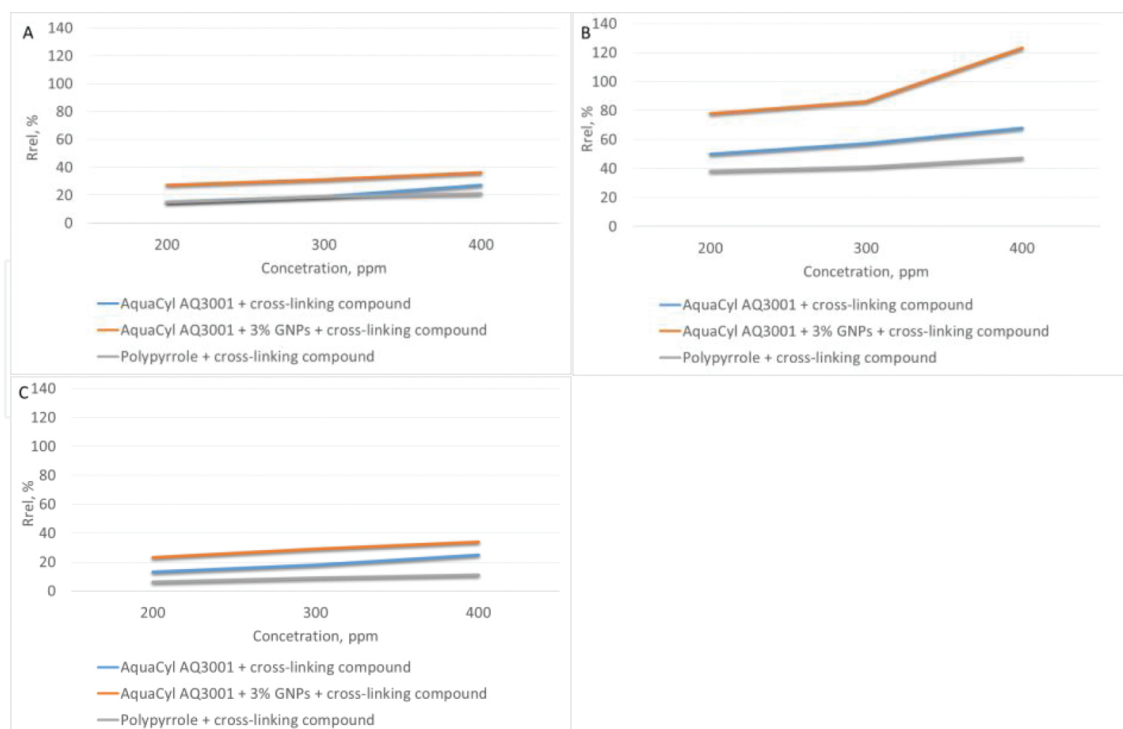 A
140
120
100
80
60
40
20
0
Rrel, %
200 300 400
Concetration, ppm
AquaCyl AQ3001 + cross-linking compound
AquaCyl AQ3001 + 3% GNPs + cross-linking compound
Polypyrrole + cross-linking compound
B
140
120
100
80
60
40
20
0
Rrel, %
200 300 400
Concetration, ppm
AquaCyl AQ3001 + cross-linking compound
AquaCyl AQ3001 + 3% GNPs + cross-linking compound
Polypyrrole + cross-linking compound
C
140
120
100
80
60
40
20
0
Rrel, %
200 300 400
Concetration, ppm
AquaCyl AQ3001 + cross-linking compound
AquaCyl AQ3001 + 3% GNPs + cross-linking compound
Polypyrrole + cross-linking compound